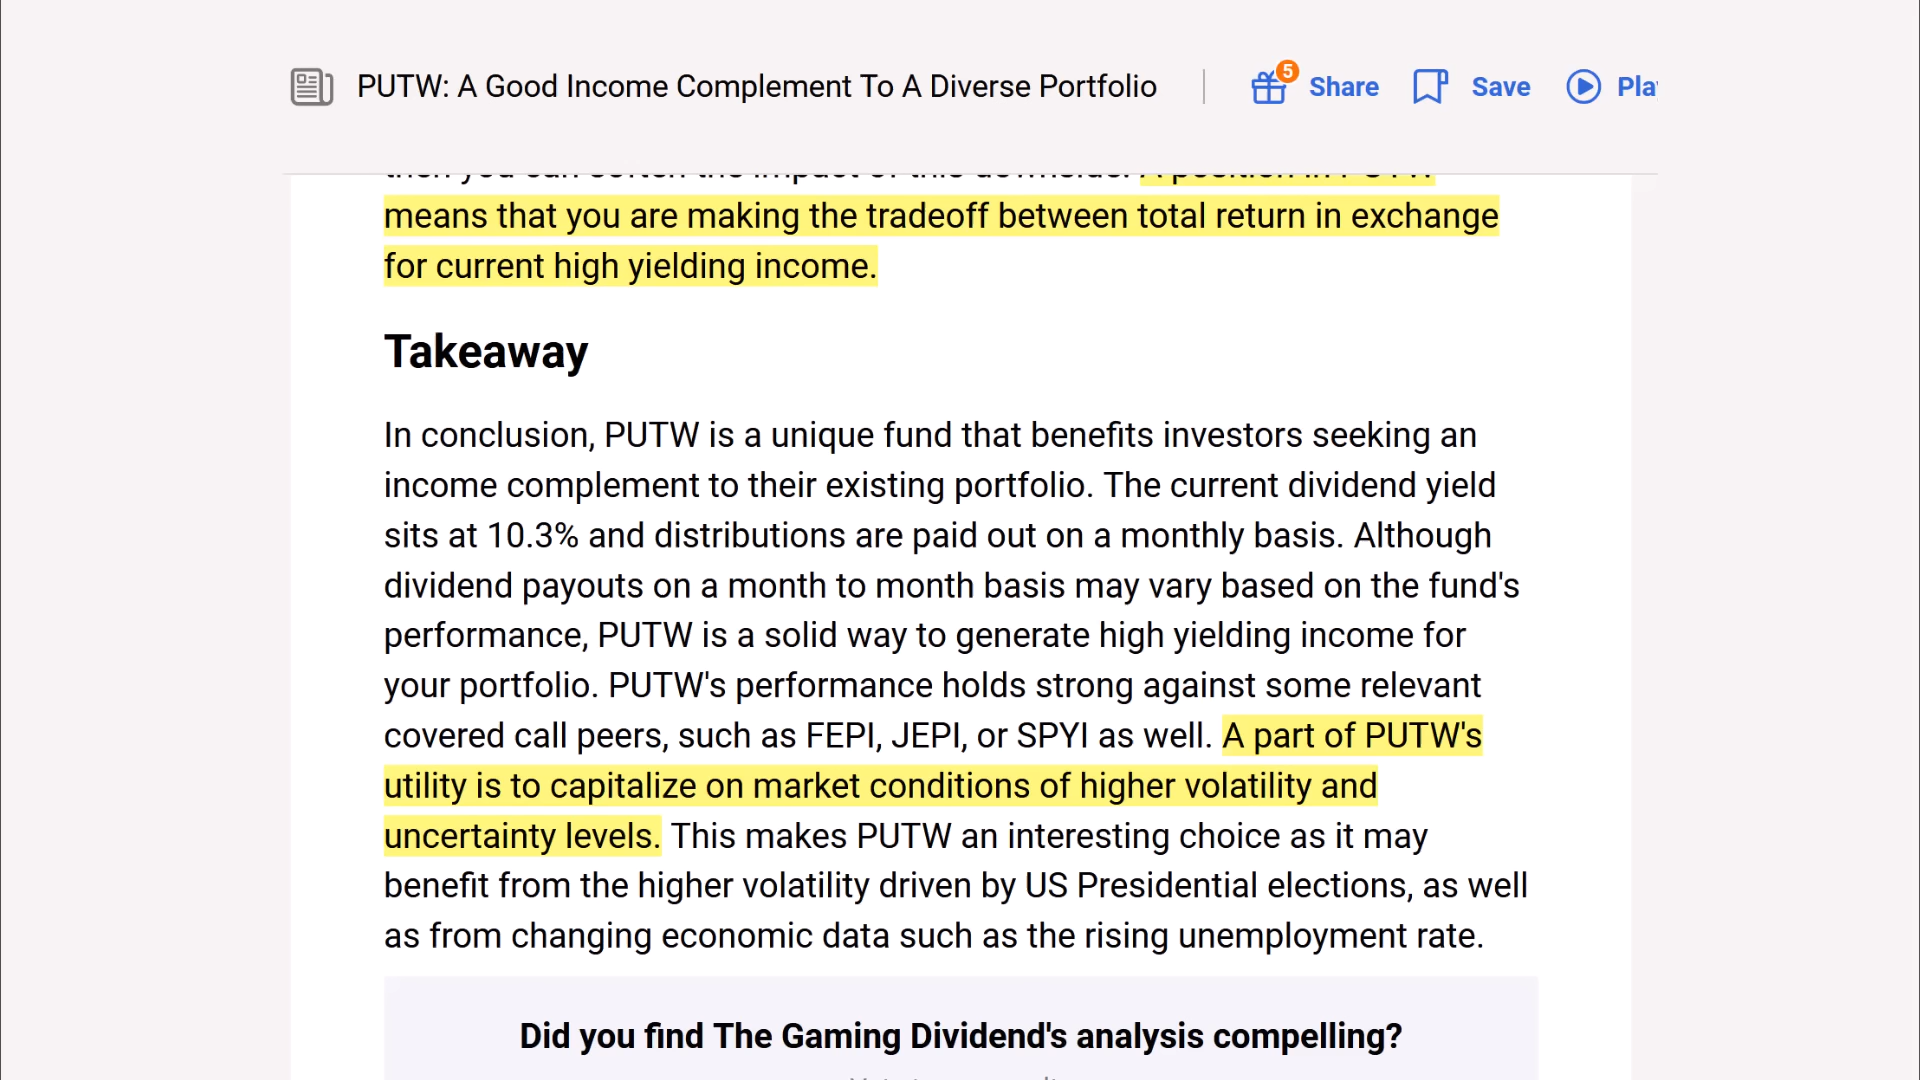 PUTW: A Good Income Complement To A Diverse Portfolio
5
Share
Save
means that you are making the tradeoff between total return in exchange
for current high yielding income.
Takeaway
In conclusion, PUTW is a unique fund that benefits investors seeking an
income complement to their existing portfolio. The current dividend yield
sits at 10.3% and distributions are paid out on a monthly basis. Although
dividend payouts on a month to month basis may vary based on the fund's
performance, PUTW is a solid way to generate high yielding income for
your portfolio. PUTW's performance holds strong against some relevant
covered call peers, such as FEPI, JEPI, or SPYI as well. A part of PUTW's
utility is to capitalize on market conditions of higher volatility and
uncertainty levels. This makes PUTW an interesting choice as it may
benefit from the higher volatility driven by US Presidential elections, as well
as from changing economic data such as the rising unemployment rate.
Did you find The Gaming Dividend's analysis compelling?